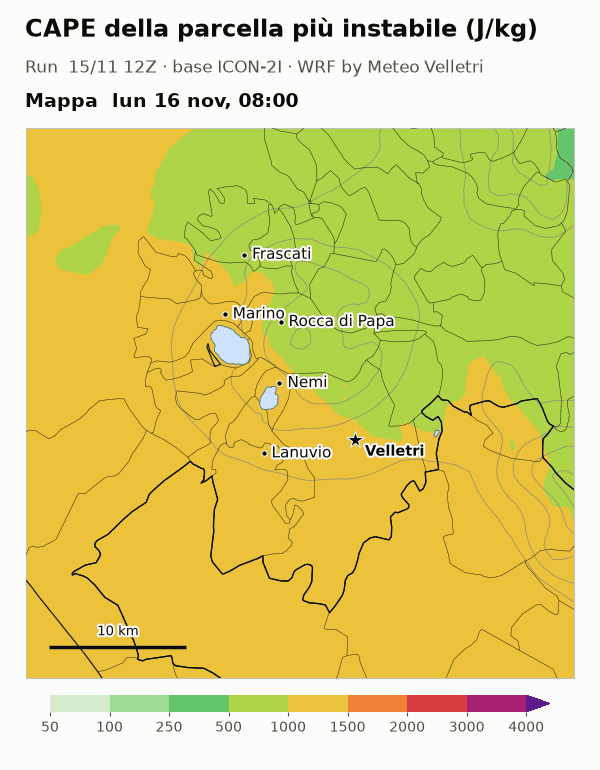 CAPE della parcella più instabile (J/kg)
Run  15/11 12Z · base ICON-2I · WRF by Meteo Velletri
Mappa  lun 16 nov, 08:00
Frascati
Marino
Rocca di Papa
Nemi
Velletri
Lanuvio
10 km
50 100 250 500 1000 1500 2000 3000 4000